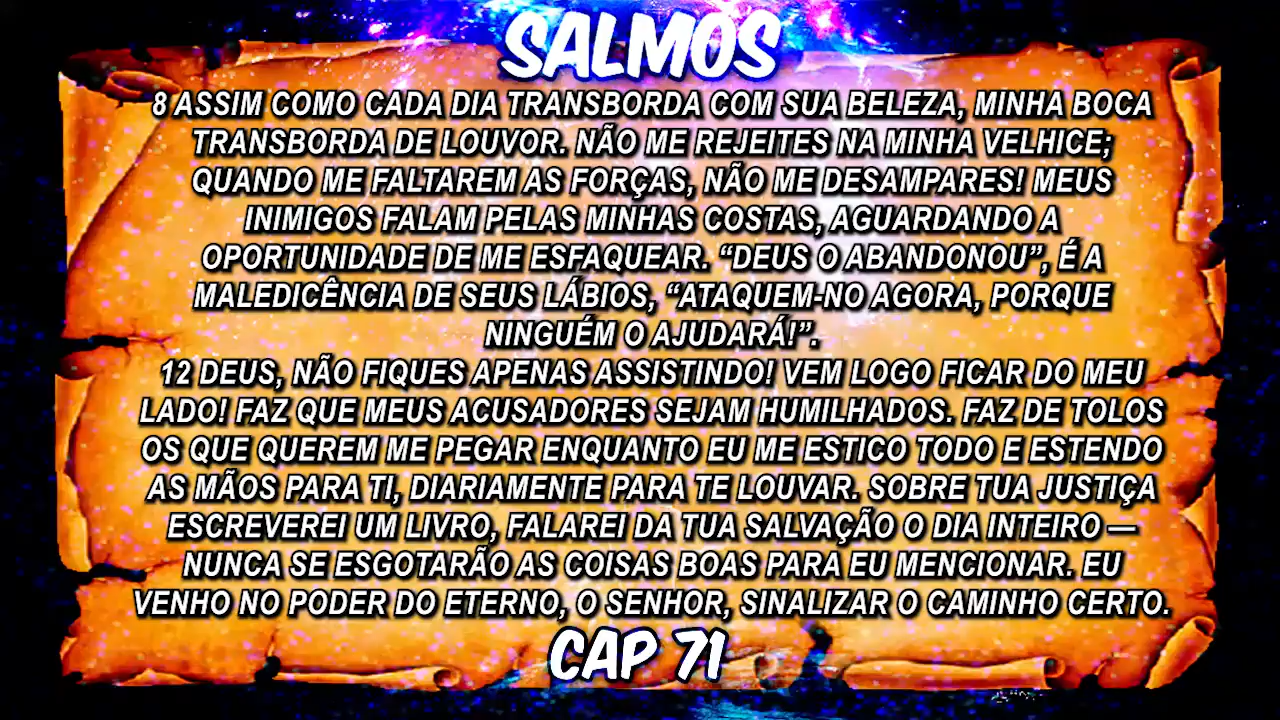 SALMOS
8 ASSIM COMO CADA DIA TRANSBORDA COM SUA BELEZA, MINHA BOCA
TRANSBORDA DE LOUVOR. NÃO ME REJEITES NA MINHA VELHICE;
QUANDO ME FALTAREM AS FORÇAS, NÃO ME DESAMPARES! MEUS
INIMIGOS FALAM PELAS MINHAS COSTAS, AGUARDANDO A
OPORTUNIDADE DE ME ESFAQUEAR. “DEUS O ABANDONOU”, É A
MALEDICÊNCIA DE SEUS LÁBIOS, “ATAQUEM-NO AGORA, PORQUE
NINGUÉM O AJUDARÁ!”.
12 DEUS, NÃO FIQUES APENAS ASSISTINDO! VEM LOGO FICAR DO MEU
LADO! FAZ QUE MEUS ACUSADORES SEJAM HUMILHADOS. FAZ DE TOLOS
OS QUE QUEREM ME PEGAR ENQUANTO EU ME ESTICO TODO E ESTENDO
AS MÃOS PARA TI, DIARIAMENTE PARA TE LOUVAR. SOBRE TUA JUSTIÇA
ESCREVEREI UM LIVRO, FALAREI DA TUA SALVAÇÃO O DIA INTEIRO —
NUNCA SE ESGOTARÃO AS COISAS BOAS PARA EU MENCIONAR. EU
VENHO NO PODER DO ETERNO, O SENHOR, SINALIZAR O CAMINHO CERTO.
CAP 71